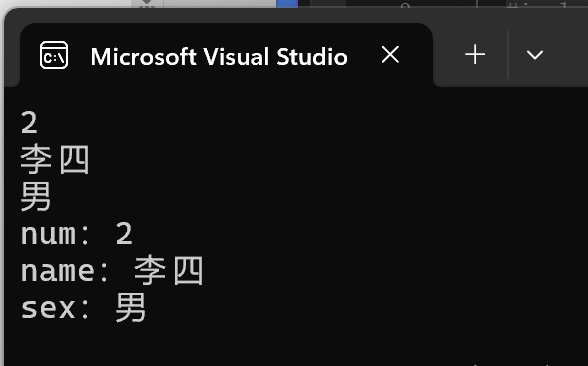 Microsoft Visual Studio
2
李四
男
num: 2
name: 李四
sex: 男